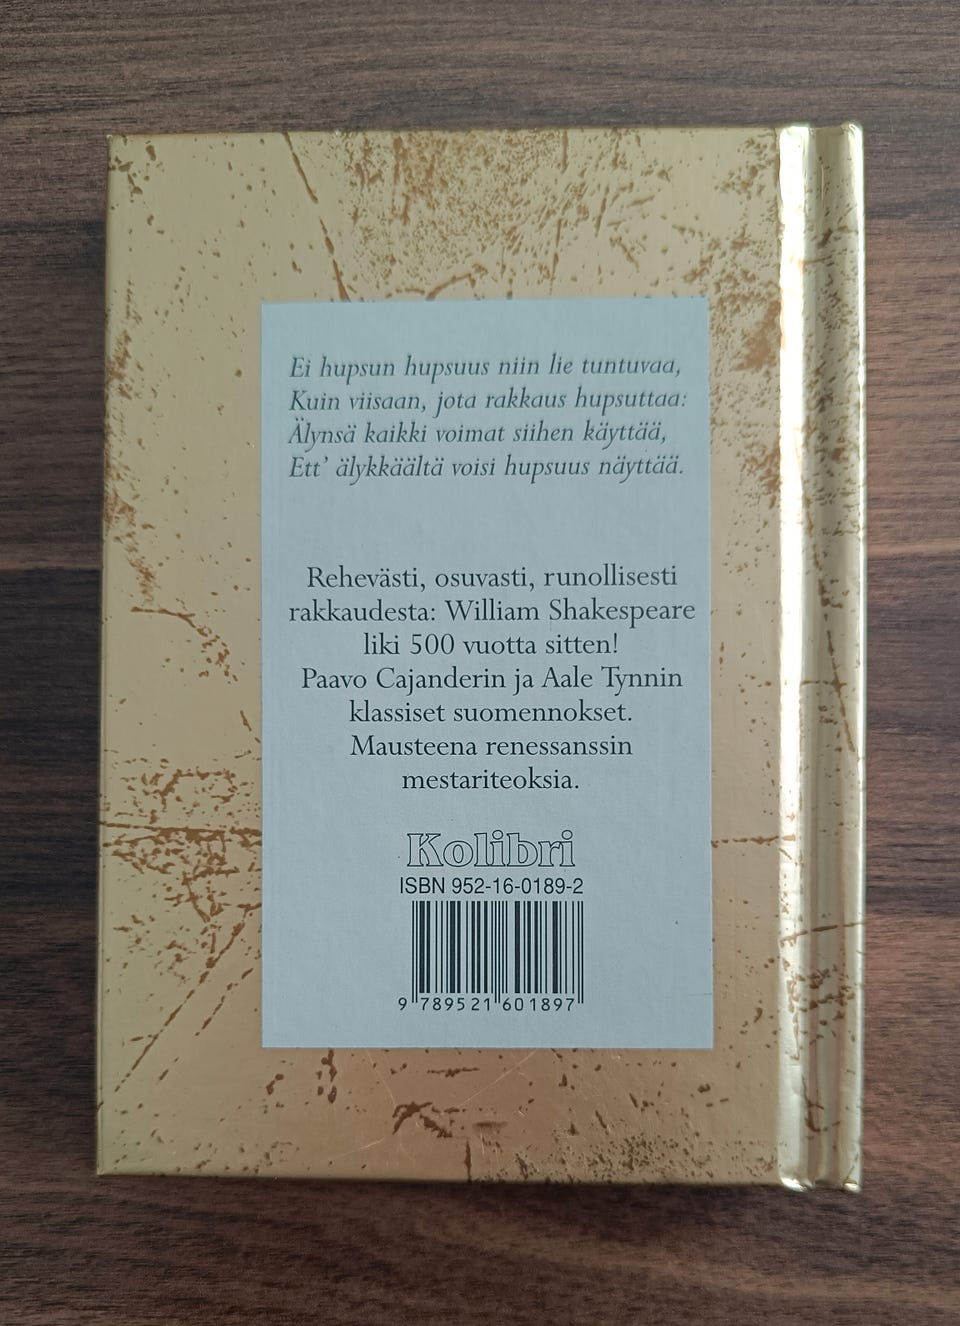 Ei hupsun hupsuus niin lie tuntuvaa,
Kuin viisaan, jota rakkaus hupsuttaa:
Älynsä kaikki voimat siihen käyttää,
Ett’ älykkäältä voisi hupsuus näyttää.
Rehevästi, osuvasti, runollisesti
rakkaudesta: William Shakespeare
liki 500 vuotta sitten!
Paavo Cajanderin ja Aale Tynnin
klassiset suomennokset.
Mausteena renessanssin
mestariteoksia.
Kolibri
ISBN 952-16-0189-2
9 789521 601897